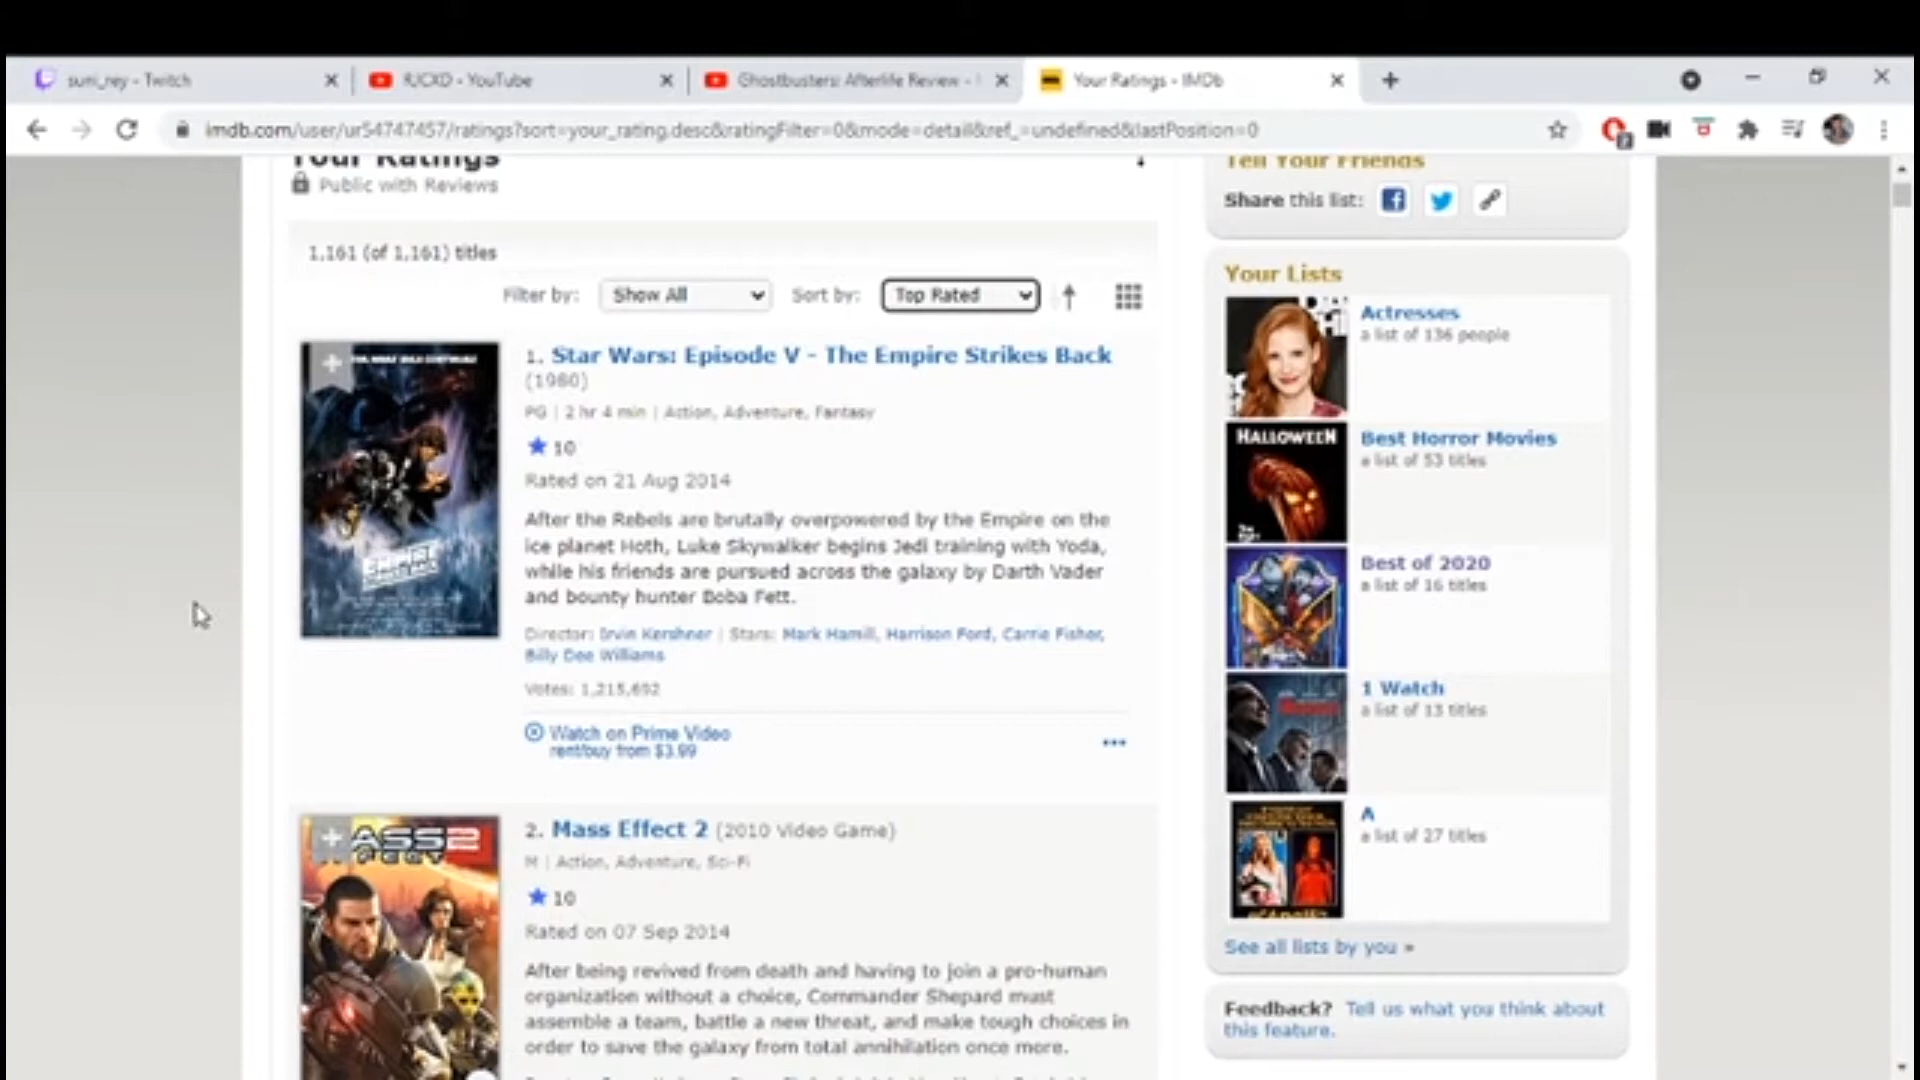 suni_rey - Twitch
RJCXD - YouTube
Ghostbusters: Afterlife Review -
Your Ratings - IMDb
imdb.com/user/ur54747457/ratings?sort=your_rating.desc&ratingFilter=0&mode=detail&ref_=undefined&lastPosition=0
Your Ratings
Public with Reviews
1,161 (of 1,161) titles
Filter by: Show All Sort by: Top Rated
1. Star Wars: Episode V - The Empire Strikes Back
(1980)
PG | 2 hr 4 min | Action, Adventure, Fantasy
10
Rated on 21 Aug 2014
After the Rebels are brutally overpowered by the Empire on the
ice planet Hoth, Luke Skywalker begins Jedi training with Yoda,
while his friends are pursued across the galaxy by Darth Vader
and bounty hunter Boba Fett.
Director: Irvin Kershner | Stars: Mark Hamill, Harrison Ford, Carrie Fisher,
Billy Dee Williams
Votes: 1,215,692
Watch on Prime Video
rent/buy from $3.99
ASS 2
2. Mass Effect 2 (2010 Video Game)
M | Action, Adventure, Sci-Fi
10
Rated on 07 Sep 2014
After being revived from death and having to join a pro-human
organization without a choice, Commander Shepard must
assemble a team, battle a new threat, and make tough choices in
order to save the galaxy from total annihilation once more.
Tell Your Friends
Share this list:
Your Lists
Actresses
a list of 136 people
HALLOWEEN
Best Horror Movies
a list of 53 titles
Best of 2020
a list of 16 titles
1 Watch
a list of 13 titles
A
a list of 27 titles
See all lists by you »
Feedback? Tell us what you think about
this feature.